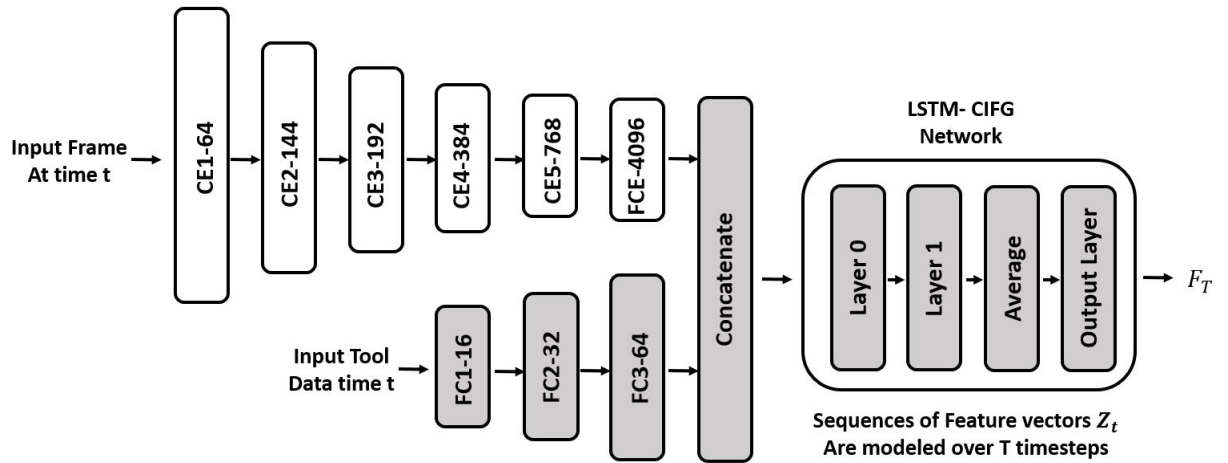 Input Frame
At time t
CE1-64
CE2-144
CE3-192
CE4-384
CE5-768
FCE-4096
Input Tool
Data time t
FC1-16
FC2-32
FC3-64
Concatenate
LSTM- CIFG
Network
Layer 0
Layer 1
Average
Output Layer
F_T
Sequences of Feature vectors Z_t
Are modeled over T timesteps